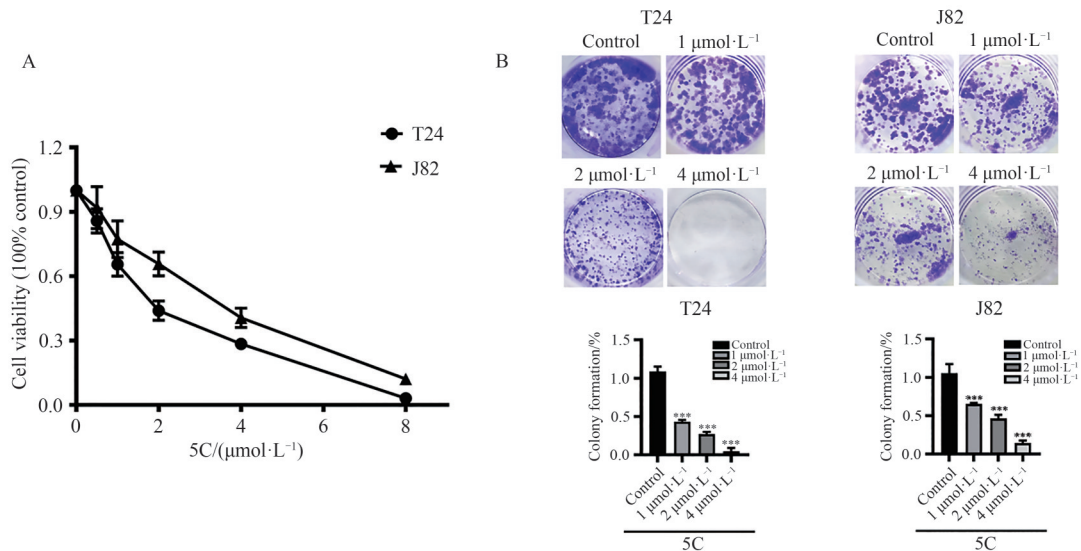 A
T24
J82
Cell viability (100% control)
1.2
0.9
0.6
0.3
0.0
0 2 4 6 8
5C/(μmol·L⁻¹)
B
T24
Control 1 μmol·L⁻¹
2 μmol·L⁻¹ 4 μmol·L⁻¹
J82
Control 1 μmol·L⁻¹
2 μmol·L⁻¹ 4 μmol·L⁻¹
T24
Colony formation/%
1.5
1.0
0.5
0.0
Control
1 μmol·L⁻¹
2 μmol·L⁻¹
4 μmol·L⁻¹
*** *** ***
Control 1 μmol·L⁻¹ 2 μmol·L⁻¹ 4 μmol·L⁻¹
5C
J82
Colony formation/%
1.5
1.0
0.5
0.0
Control
1 μmol·L⁻¹
2 μmol·L⁻¹
4 μmol·L⁻¹
*** *** ***
Control 1 μmol·L⁻¹ 2 μmol·L⁻¹ 4 μmol·L⁻¹
5C